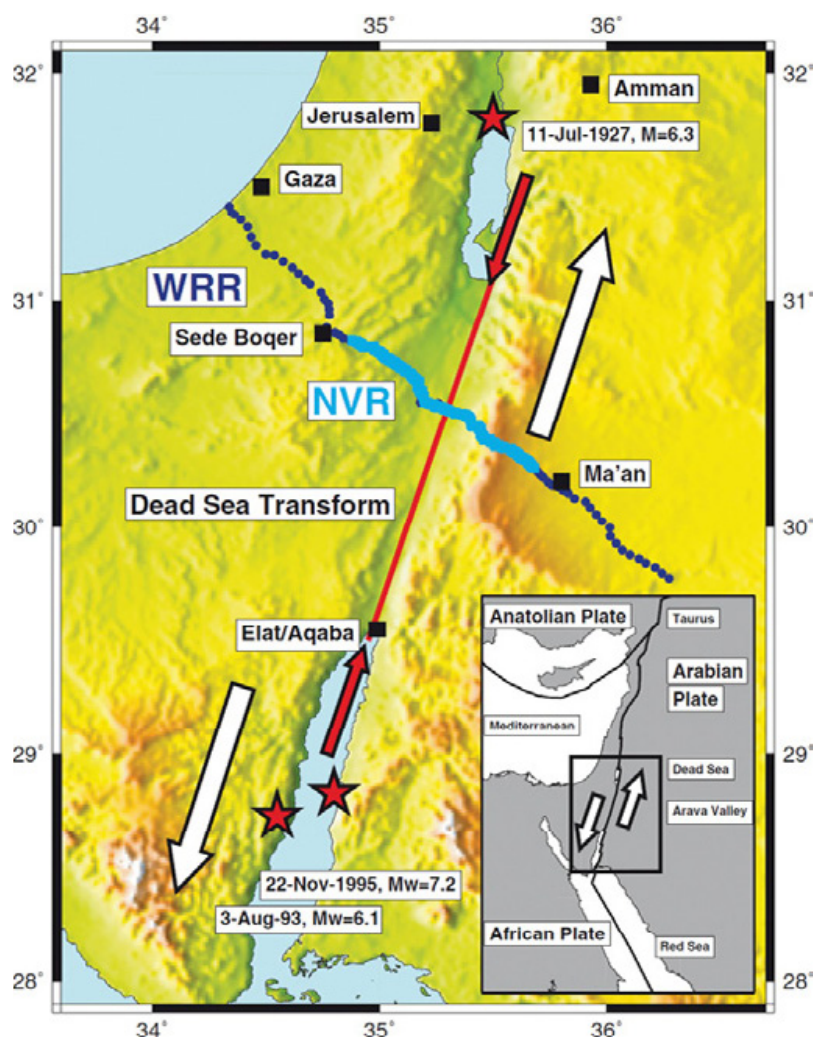 34°
35°
36°
32°
32°
Amman
Jerusalem
11-Jul-1927, M=6.3
Gaza
WRR
31°
31°
Sede Boqer
NVR
Ma'an
Dead Sea Transform
30°
30°
Elat/Aqaba
Anatolian Plate
Taurus
Arabian
Plate
Mediterranean
29°
29°
Dead Sea
Arava Valley
22-Nov-1995, Mw=7.2
3-Aug-93, Mw=6.1
African Plate
Red Sea
28°
28°
34°
35°
36°